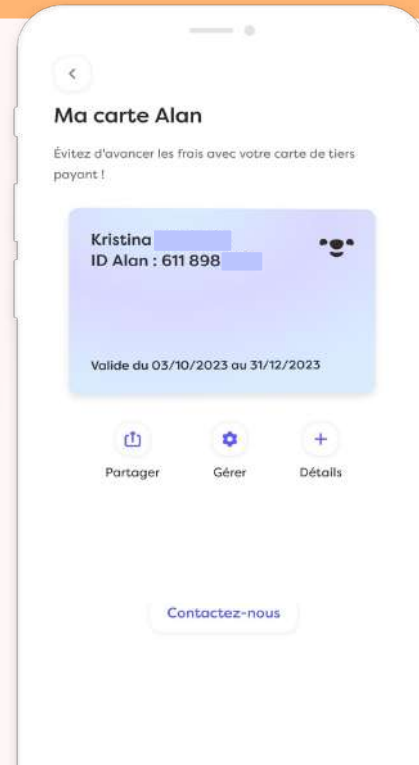 Ma carte Alan
Évitez d'avancer les frais avec votre carte de tiers
payant !
Kristina
ID Alan : 611 898
Valide du 03/10/2023 au 31/12/2023
Partager Gérer Détails
Contactez-nous